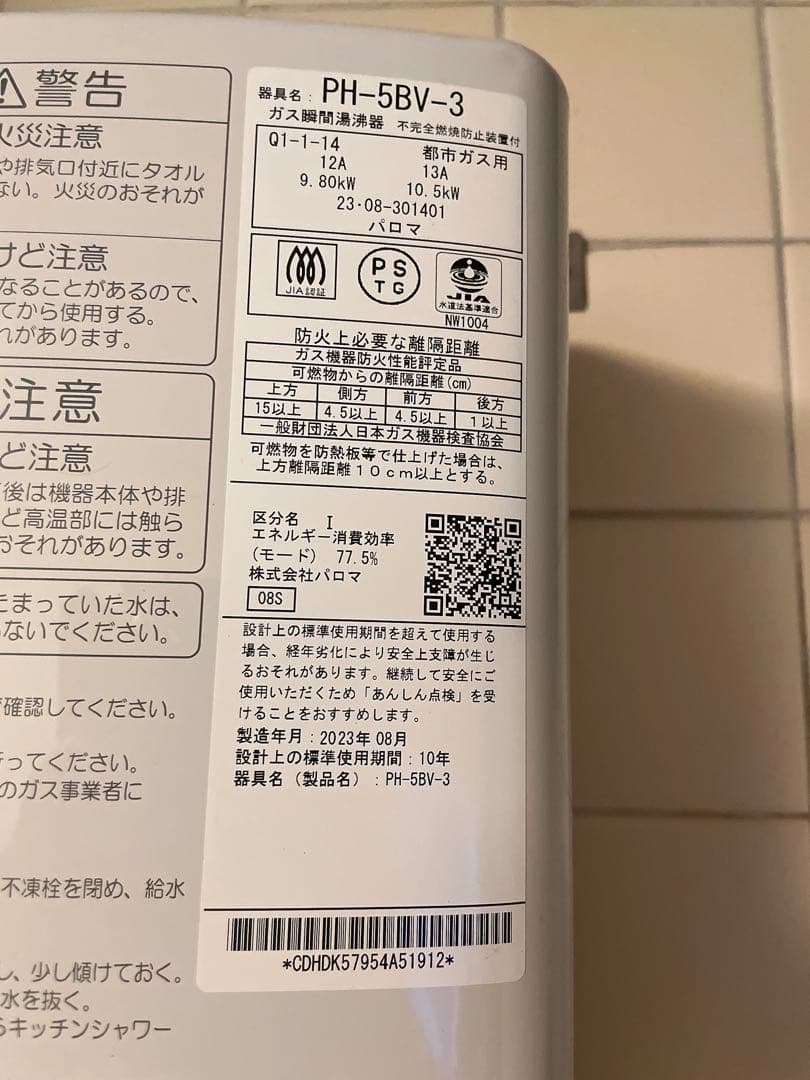 警告
火災注意
や排気口付近にタオル
ない。火災のおそれが
けど注意
なることがあるので、
てから使用する。
れがあります。
注意
ど注意
後は機器本体や排
ど高温部には触ら
おそれがあります。
たまっていた水は、
らないでください。
確認してください。
行ってください。
のガス事業者に
不凍栓を閉め、給水
し、少し傾けておく。
水を抜く。
らキッチンシャワー
器具名: PH-5BV-3
ガス瞬間湯沸器 不完全燃焼防止装置付
Q1-1-14 都市ガス用
12A 13A
9.80kW 10.5kW
23・08-301401
パロマ
JIA認証
PS
TG
JIA
水道法基準適合
NW1004
防火上必要な離隔距離
ガス機器防火性能評定品
可燃物からの離隔距離(cm)
上方 側方 前方 後方
15以上 4.5以上 4.5以上 1以上
一般財団法人日本ガス機器検査協会
可燃物を防熱板等で仕上げた場合は、
上方離隔距離10cm以上とする。
区分名 I
エネルギー消費効率
(モード) 77.5%
株式会社パロマ
08S
設計上の標準使用期間を超えて使用する
場合、経年劣化により安全上支障が生じ
るおそれがあります。継続して安全にご
使用いただくため「あんしん点検」を受
けることをおすすめします。
製造年月:2023年08月
設計上の標準使用期間:10年
器具名(製品名):PH-5BV-3
*CDHDK57954A51912*